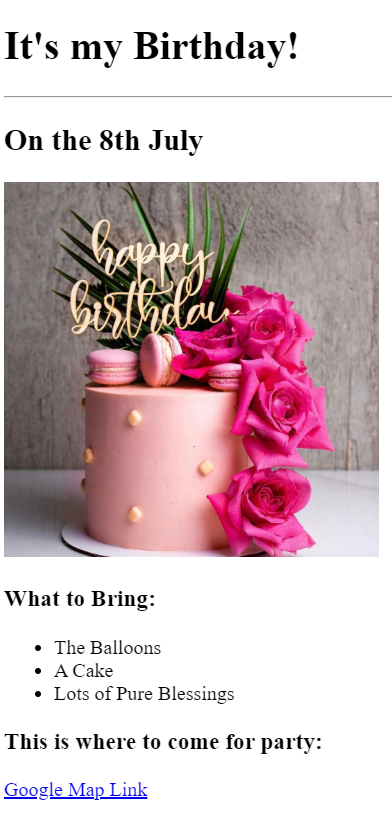 It's my Birthday!
On the 8th July
happy
birthday
What to Bring:
The Balloons
A Cake
Lots of Pure Blessings
This is where to come for party:
Google Map Link